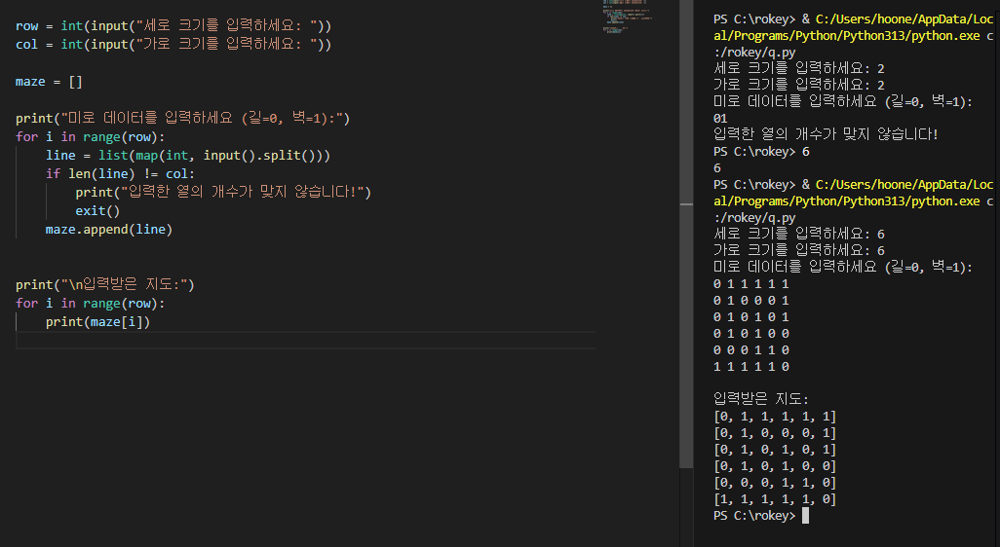 row = int(input("세로 크기를 입력하세요: "))
col = int(input("가로 크기를 입력하세요: "))
maze = []
print("미로 데이터를 입력하세요 (길=0, 벽=1):")
for i in range(row):
    line = list(map(int, input().split()))
    if len(line) != col:
        print("입력한 열의 개수가 맞지 않습니다!")
        exit()
    maze.append(line)
print("\n입력받은 지도:")
for i in range(row):
    print(maze[i])
PS C:\rokey> & C:/Users/hoone/AppData/Loc
al/Programs/Python/Python313/python.exe c
:/rokey/q.py
세로 크기를 입력하세요: 2
가로 크기를 입력하세요: 2
미로 데이터를 입력하세요 (길=0, 벽=1):
01
입력한 열의 개수가 맞지 않습니다!
PS C:\rokey> 6
6
PS C:\rokey> & C:/Users/hoone/AppData/Loc
al/Programs/Python/Python313/python.exe c
:/rokey/q.py
세로 크기를 입력하세요: 6
가로 크기를 입력하세요: 6
미로 데이터를 입력하세요 (길=0, 벽=1):
0 1 1 1 1 1
0 1 0 0 0 1
0 1 0 1 0 1
0 1 0 1 0 0
0 0 0 1 1 0
1 1 1 1 1 0
입력받은 지도:
[0, 1, 1, 1, 1, 1]
[0, 1, 0, 0, 0, 1]
[0, 1, 0, 1, 0, 1]
[0, 1, 0, 1, 0, 0]
[0, 0, 0, 1, 1, 0]
[1, 1, 1, 1, 1, 0]
PS C:\rokey>